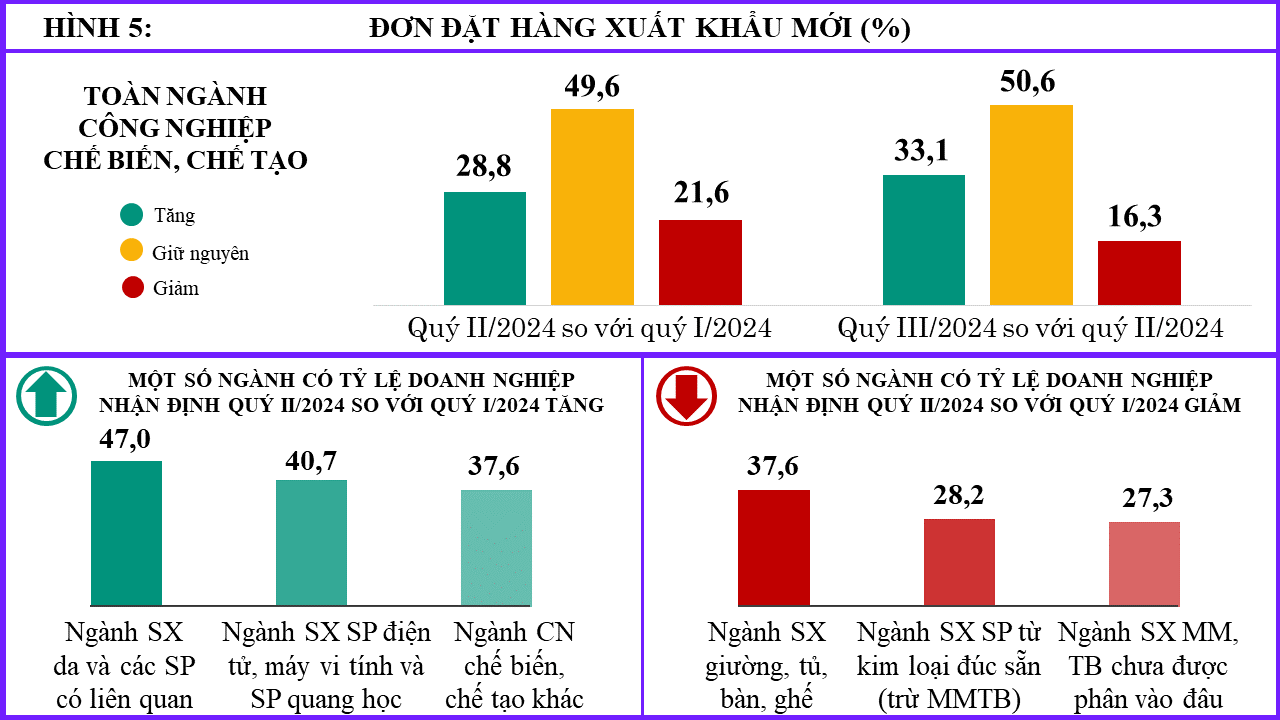 HÌNH 5:
ĐƠN ĐẶT HÀNG XUẤT KHẨU MỚI (%)
TOÀN NGÀNH
CÔNG NGHIỆP
CHẾ BIẾN, CHẾ TẠO
Tăng
Giữ nguyên
Giảm
28,8
49,6
21,6
33,1
50,6
16,3
Quý II/2024 so với quý I/2024
Quý III/2024 so với quý II/2024
MỘT SỐ NGÀNH CÓ TỶ LỆ DOANH NGHIỆP
NHẬN ĐỊNH QUÝ II/2024 SO VỚI QUÝ I/2024 TĂNG
47,0
40,7
37,6
Ngành SX
da và các SP
có liên quan
Ngành SX SP điện
tử, máy vi tính và
SP quang học
Ngành CN
chế biến,
chế tạo khác
MỘT SỐ NGÀNH CÓ TỶ LỆ DOANH NGHIỆP
NHẬN ĐỊNH QUÝ II/2024 SO VỚI QUÝ I/2024 GIẢM
37,6
28,2
27,3
Ngành SX
giường, tủ,
bàn, ghế
Ngành SX SP từ
kim loại đúc sẵn
(trừ MMTB)
Ngành SX MM,
TB chưa được
phân vào đâu